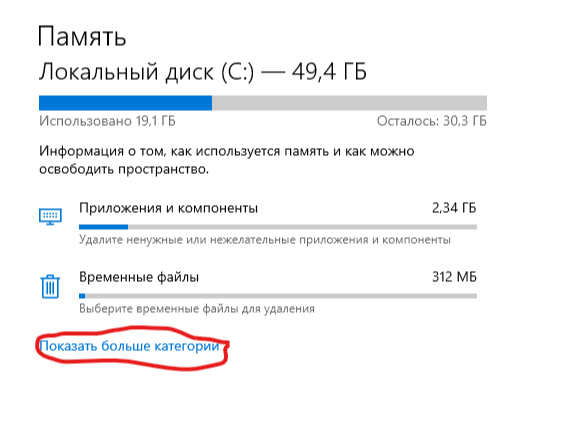 Память
Локальный диск (C:) — 49,4 ГБ
Использовано 19,1 ГБ Осталось: 30,3 ГБ
Информация о том, как используется память и как можно
освободить пространство.
Приложения и компоненты 2,34 ГБ
Удалите ненужные или нежелательные приложения и компоненты
Временные файлы 312 МБ
Выберите временные файлы для удаления
Показать больше категорий